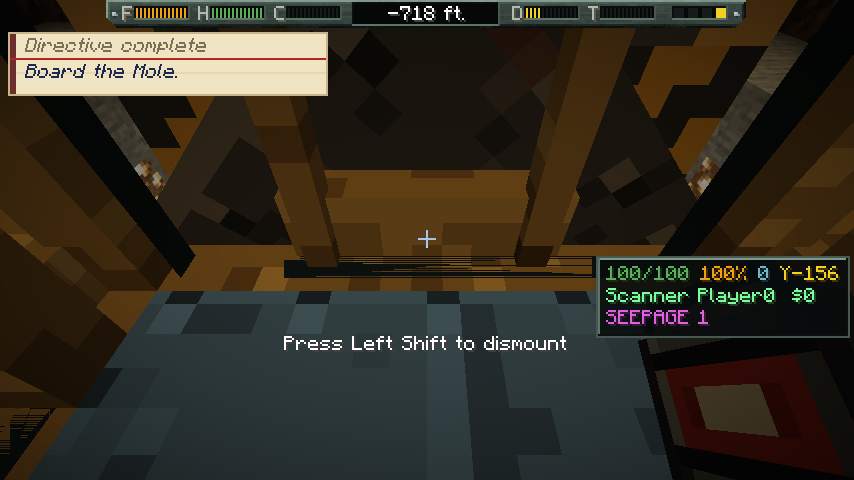 F H C -718 ft. D T
Directive complete
Board the Mole.
100/100 100% 0 Y-156
Scanner Player0 $0
SEEPAGE 1
Press Left Shift to dismount